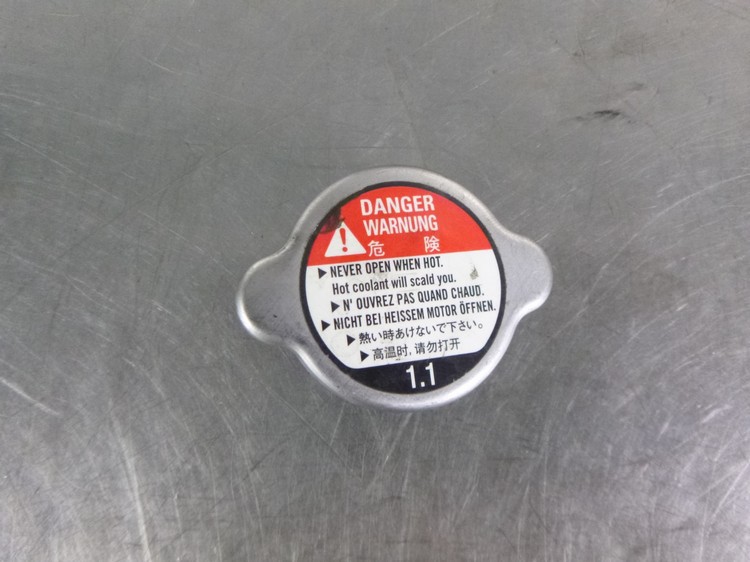 DANGER
WARNUNG
危 険
▶ NEVER OPEN WHEN HOT.
Hot coolant will scald you.
▶ N' OUVREZ PAS QUAND CHAUD.
▶ NICHT BEI HEISSEM MOTOR ÖFFNEN.
▶ 熱い時あけないで下さい。
▶ 高温时,请勿打开
1.1